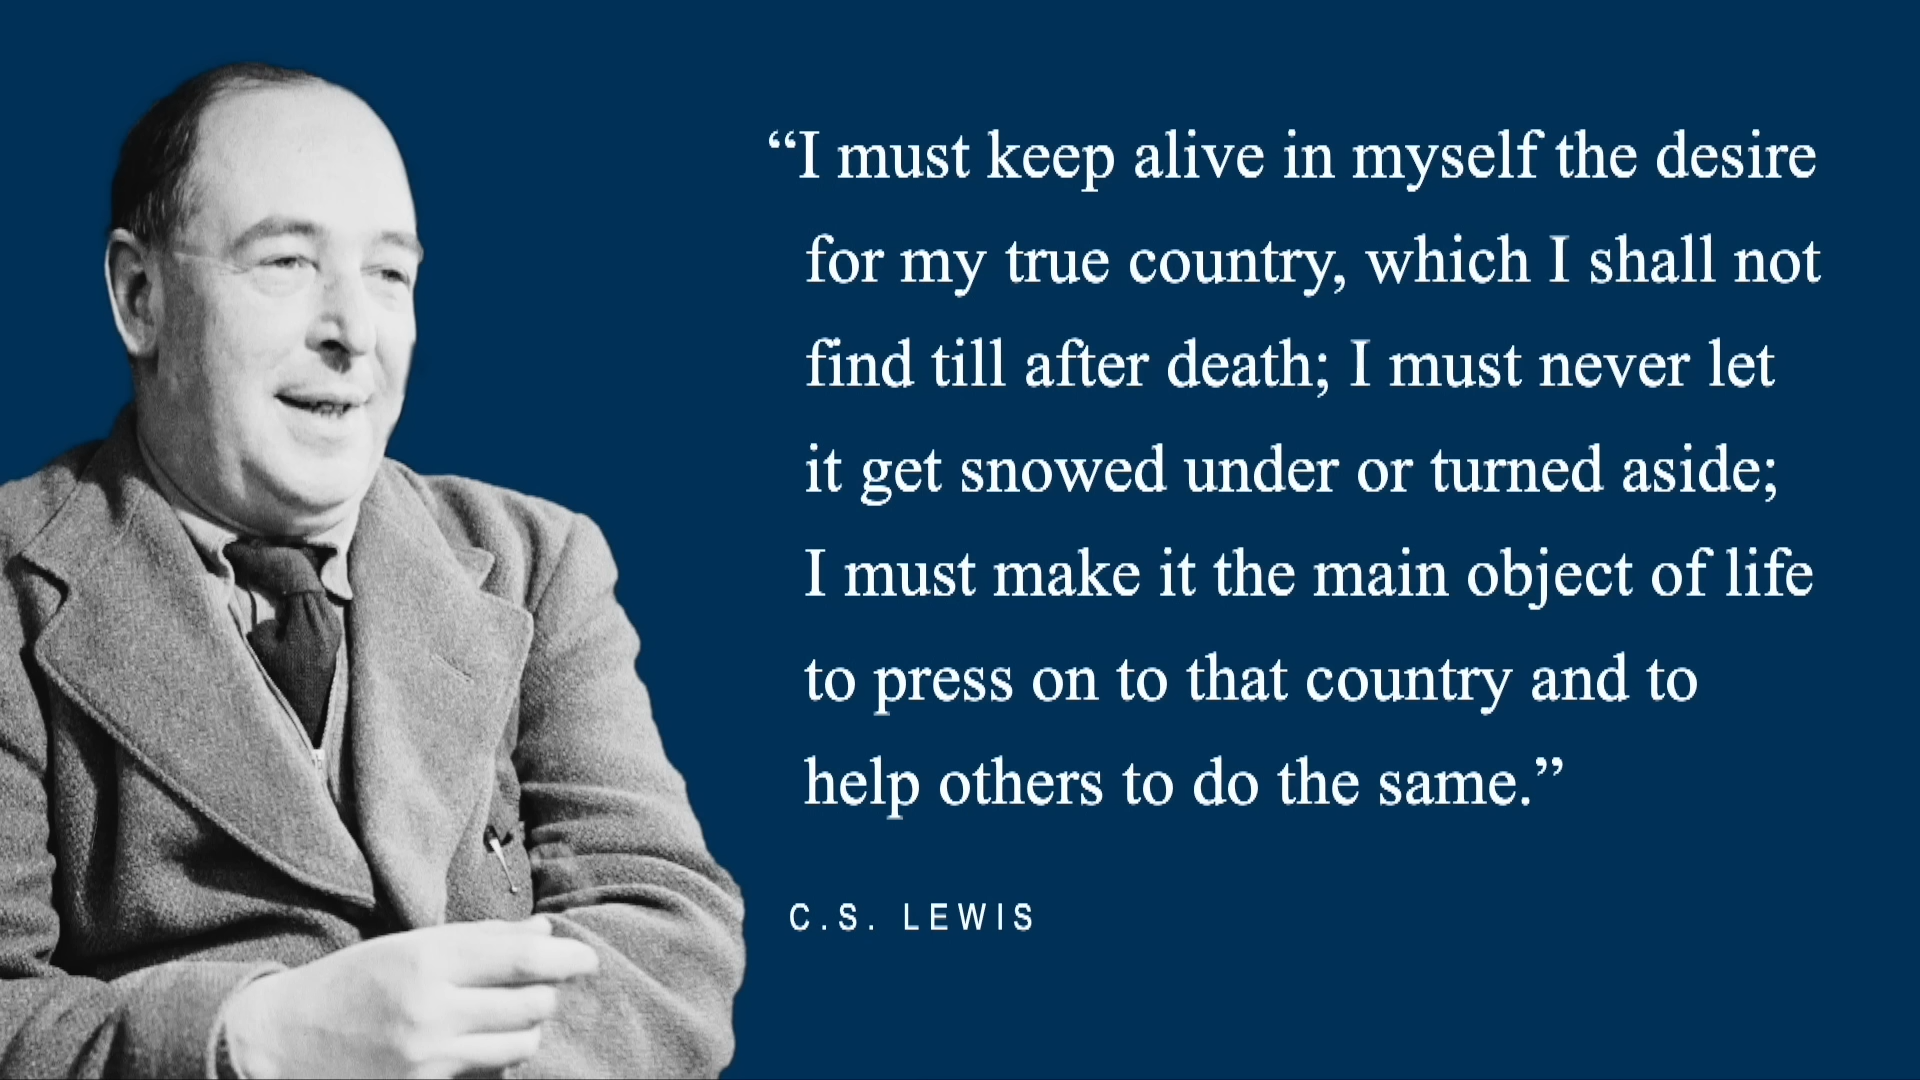 “I must keep alive in myself the desire
for my true country, which I shall not
find till after death; I must never let
it get snowed under or turned aside;
I must make it the main object of life
to press on to that country and to
help others to do the same.”
C.S. LEWIS